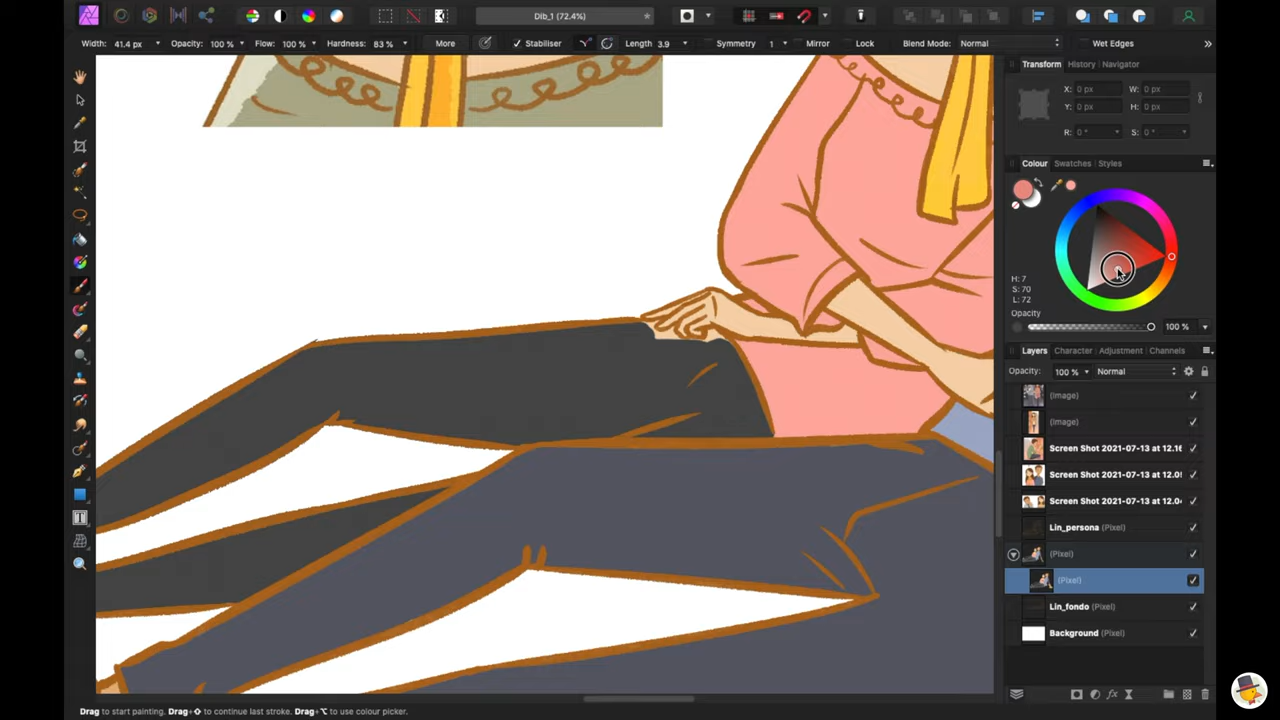 Dib_1 (72.4%)
Width: 41.4 px Opacity: 100 % Flow: 100 % Hardness: 83 % More Stabiliser Length 3.9 Symmetry 1 Mirror Lock Blend Mode: Normal Wet Edges
Transform History Navigator
X: 0 px W: 0 px
Y: 0 px H: 0 px
R: 0 ° S: 0 °
Colour Swatches Styles
H: 7
S: 70
L: 72
Opacity
100 %
Layers Character Adjustment Channels
Opacity: 100 % Normal
(Image)
(Image)
Screen Shot 2021-07-13 at 12.16
Screen Shot 2021-07-13 at 12.05
Screen Shot 2021-07-13 at 12.04
Lin_persona (Pixel)
(Pixel)
(Pixel)
Lin_fondo (Pixel)
Background (Pixel)
Drag to start painting. Drag+⇧ to continue last stroke. Drag+⌥ to use colour picker.